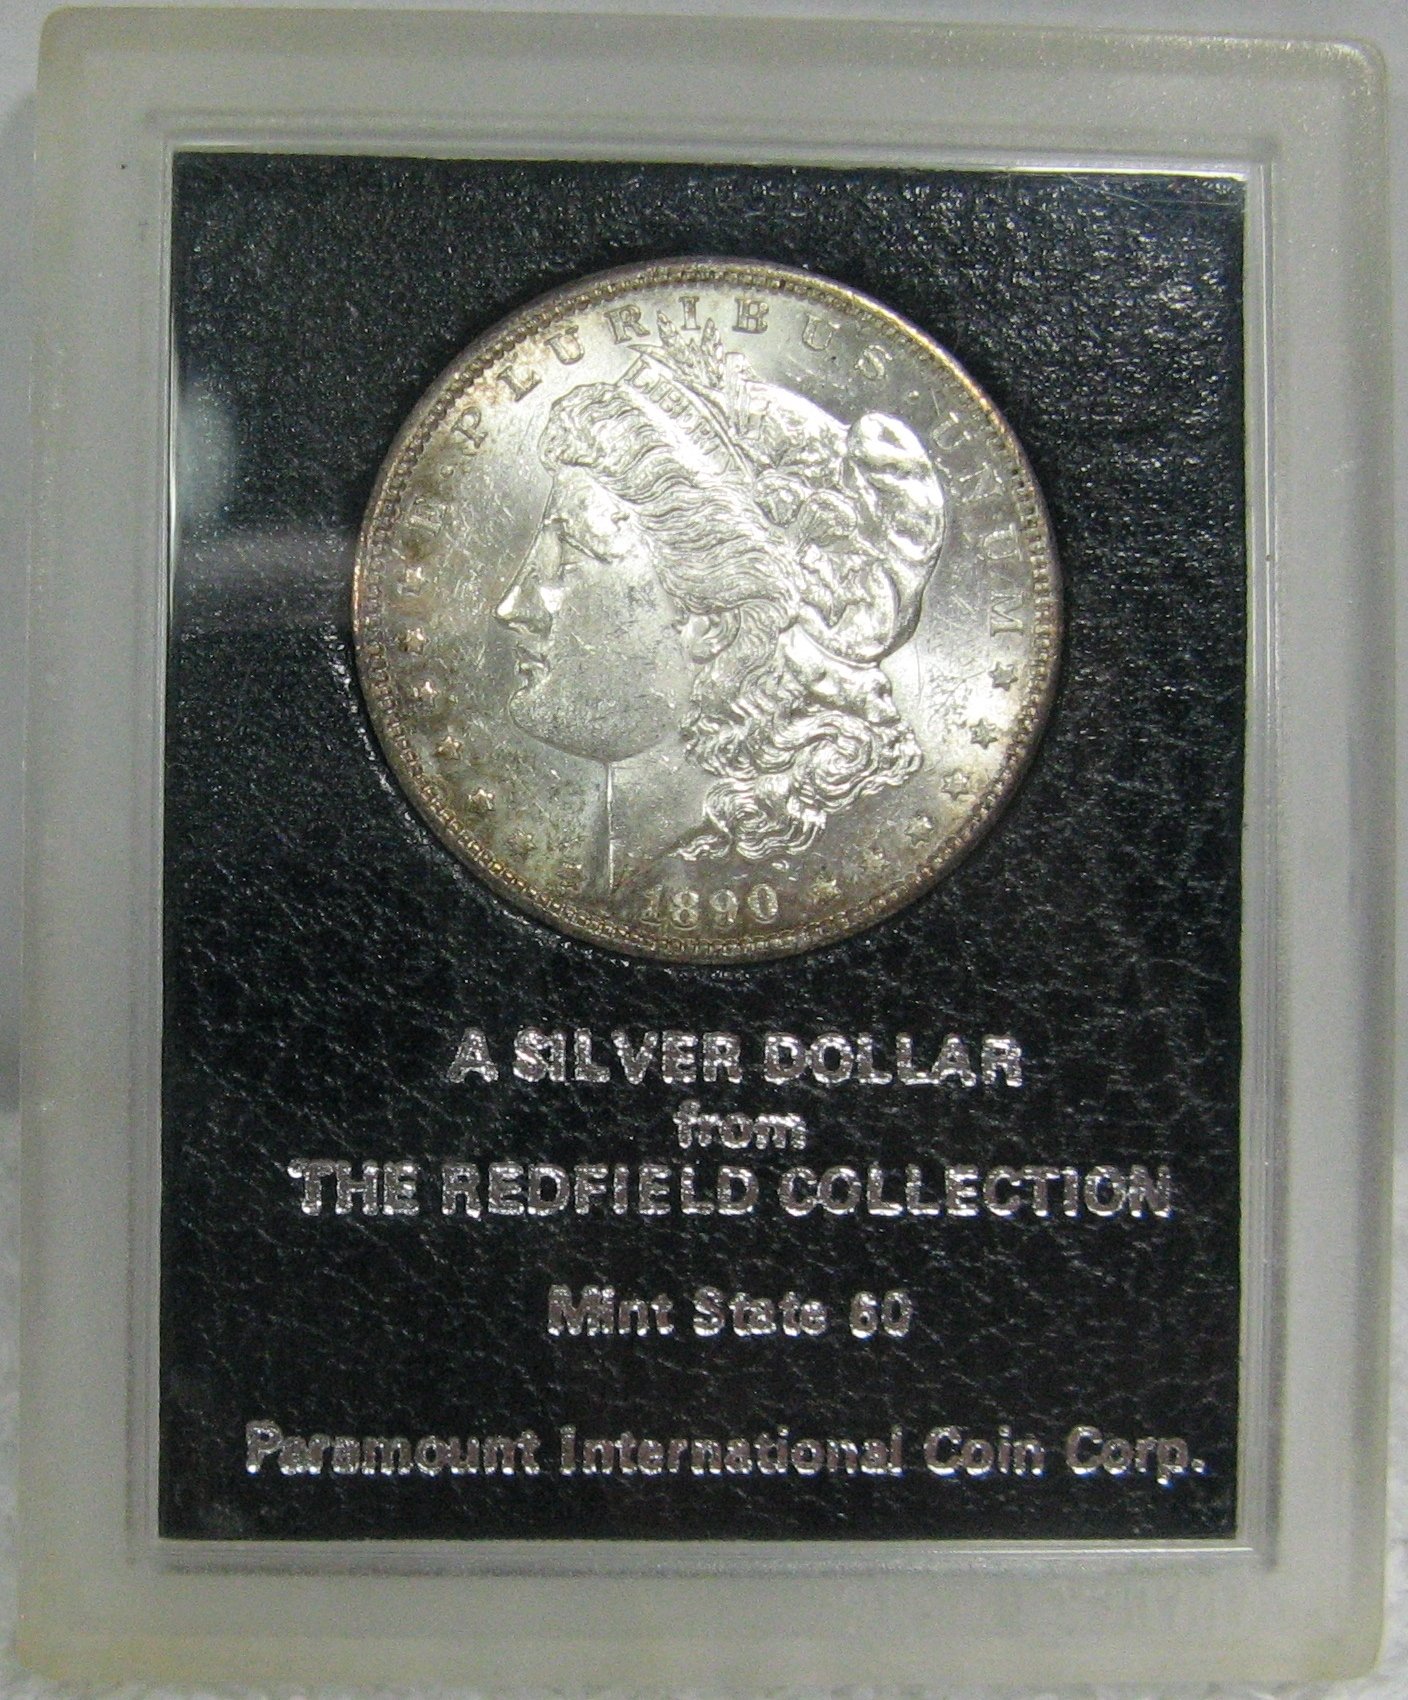 E · PLURIBUS · UNUM
LIBERTY
1890
A SILVER DOLLAR
from
THE REDFIELD COLLECTION
Mint State 60
Paramount International Coin Corp.